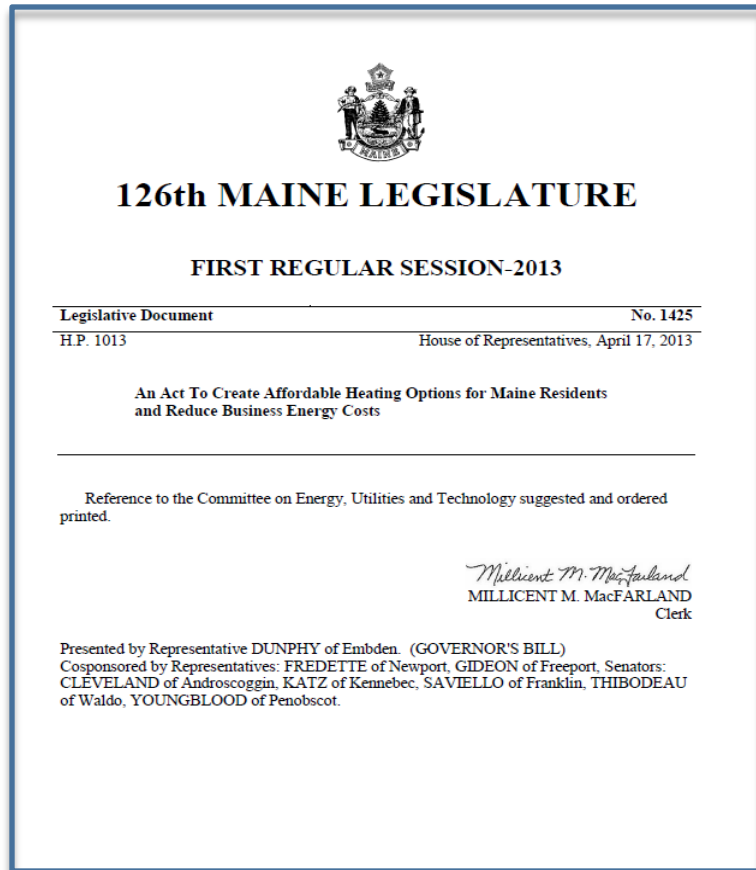 MAINE
126th MAINE LEGISLATURE
FIRST REGULAR SESSION-2013
Legislative Document No. 1425
H.P. 1013 House of Representatives, April 17, 2013
An Act To Create Affordable Heating Options for Maine Residents
and Reduce Business Energy Costs
Reference to the Committee on Energy, Utilities and Technology suggested and ordered
printed.
Millicent M. MacFarland
MILLICENT M. MacFARLAND
Clerk
Presented by Representative DUNPHY of Embden. (GOVERNOR'S BILL)
Cosponsored by Representatives: FREDETTE of Newport, GIDEON of Freeport, Senators:
CLEVELAND of Androscoggin, KATZ of Kennebec, SAVIELLO of Franklin, THIBODEAU
of Waldo, YOUNGBLOOD of Penobscot.